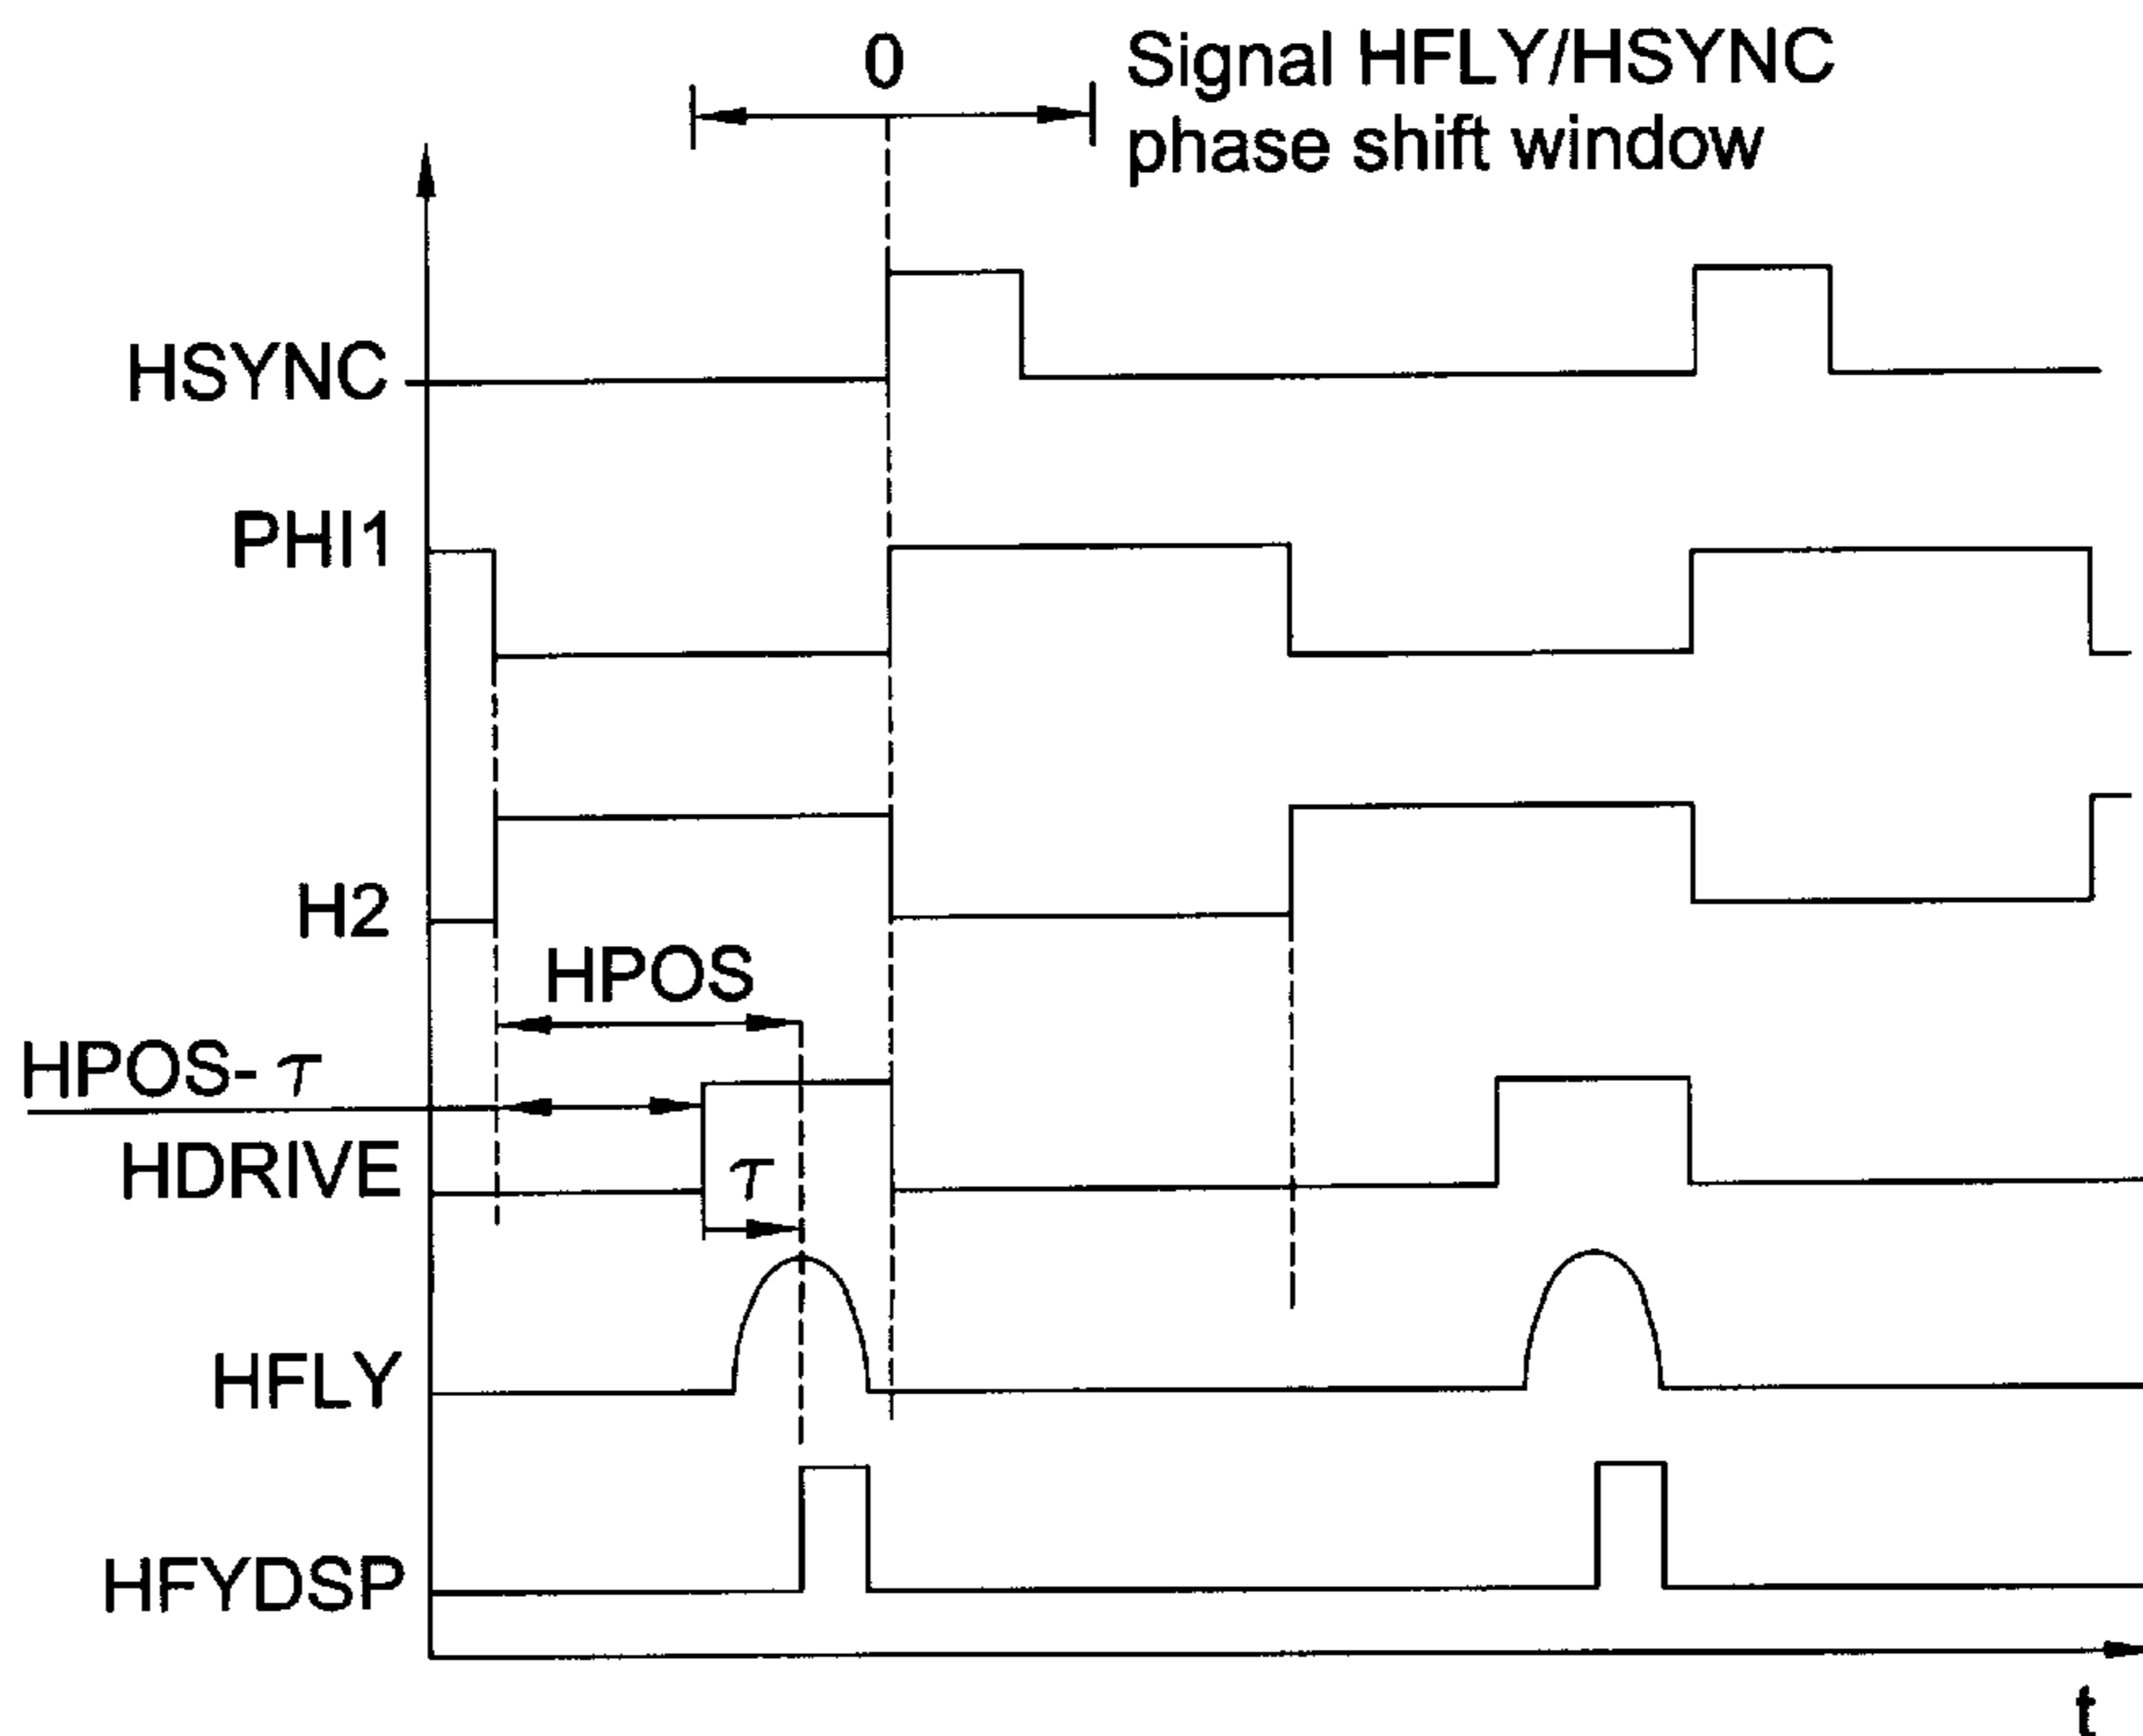 0
Signal HFLY/HSYNC
phase shift window
HSYNC
PHI1
H2
HPOS
HPOS- τ
HDRIVE
τ
HFLY
HFYDSP
t